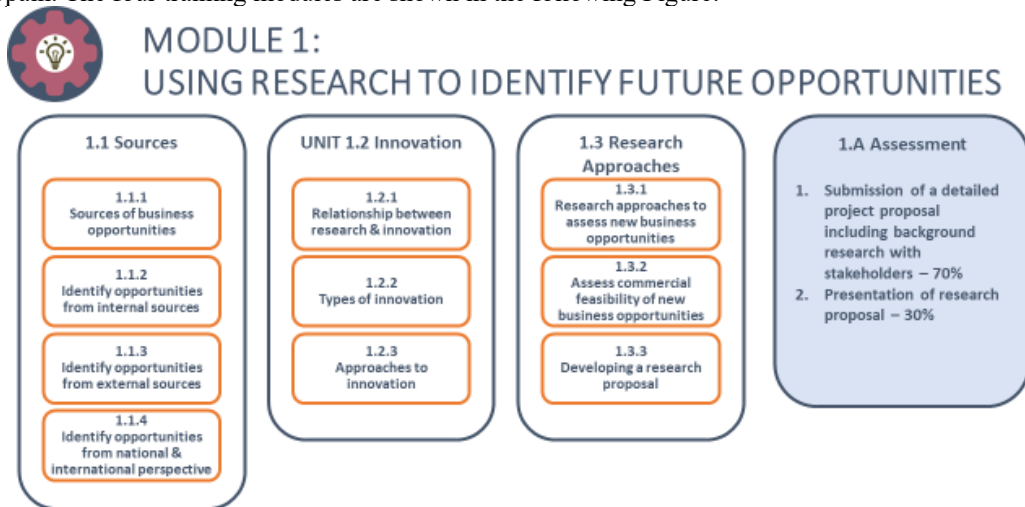 MODULE 1:
USING RESEARCH TO IDENTIFY FUTURE OPPORTUNITIES
1.1 Sources
1.1.1
Sources of business
opportunities
1.1.2
Identify opportunities
from internal sources
1.1.3
Identify opportunities
from external sources
1.1.4
Identify opportunities
from national &
international perspective
UNIT 1.2 Innovation
1.2.1
Relationship between
research & innovation
1.2.2
Types of innovation
1.2.3
Approaches to
innovation
1.3 Research
Approaches
1.3.1
Research approaches to
assess new business
opportunities
1.3.2
Assess commercial
feasibility of new
business opportunities
1.3.3
Developing a research
proposal
1.A Assessment
1. Submission of a detailed
project proposal
including background
research with
stakeholders – 70%
2. Presentation of research
proposal – 30%